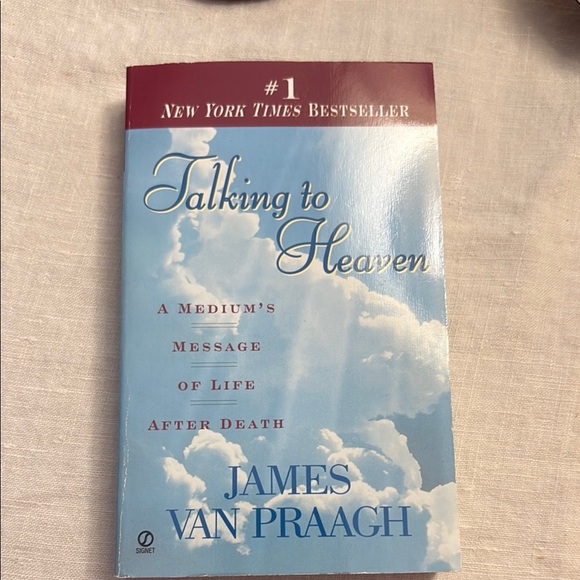 #1
NEW YORK TIMES BESTSELLER
Talking to
Heaven
A MEDIUM'S
MESSAGE
OF LIFE
AFTER DEATH
JAMES
VAN PRAAGH
SIGNET